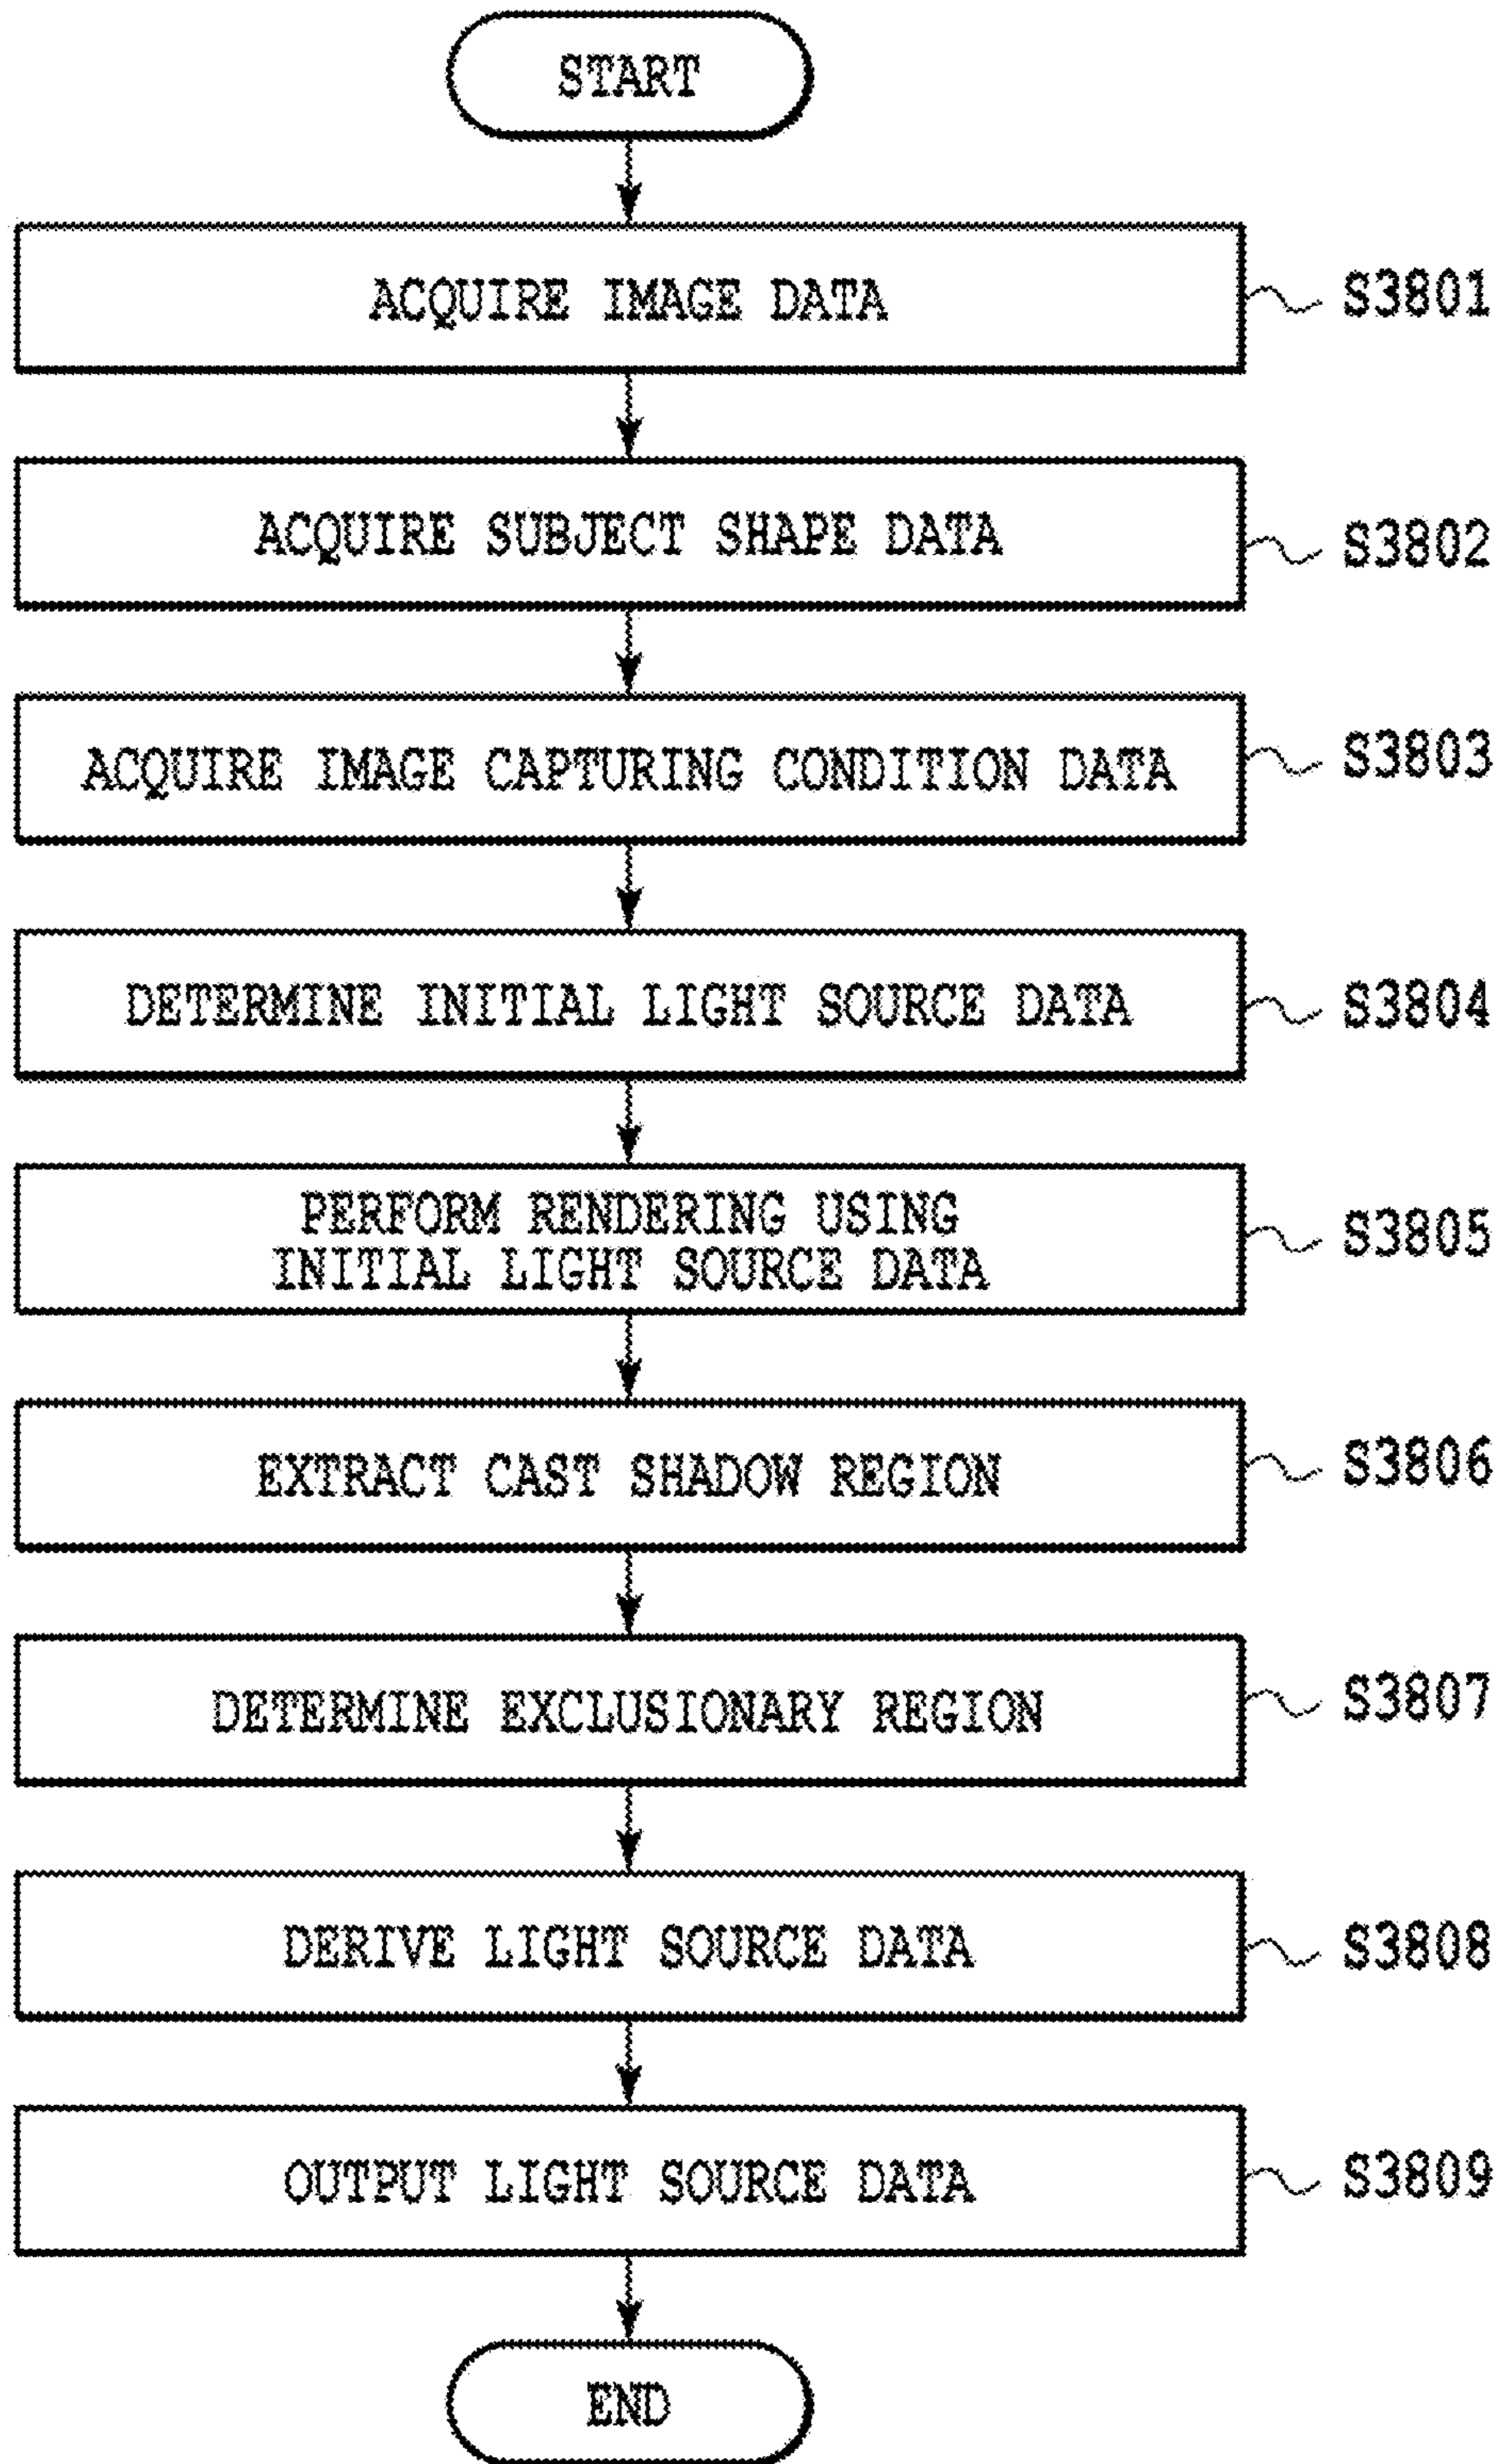 START
ACQUIRE IMAGE DATA
S3801
ACQUIRE SUBJECT SHAPE DATA
S3802
ACQUIRE IMAGE CAPTURING CONDITION DATA
S3803
DETERMINE INITIAL LIGHT SOURCE DATA
S3804
PERFORM RENDERING USING
INITIAL LIGHT SOURCE DATA
S3805
EXTRACT CAST SHADOW REGION
S3806
DETERMINE EXCLUSIONARY REGION
S3807
DERIVE LIGHT SOURCE DATA
S3808
OUTPUT LIGHT SOURCE DATA
S3809
END